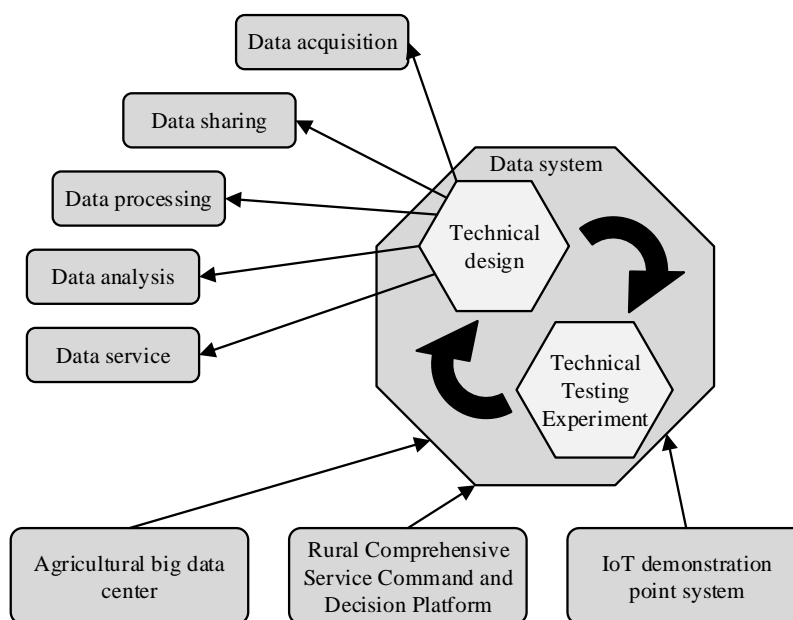 Data acquisition
Data sharing
Data system
Data processing
Technical
design
Data analysis
Data service
Technical
Testing
Experiment
Agricultural big data
center
Rural Comprehensive
Service Command and
Decision Platform
IoT demonstration
point system